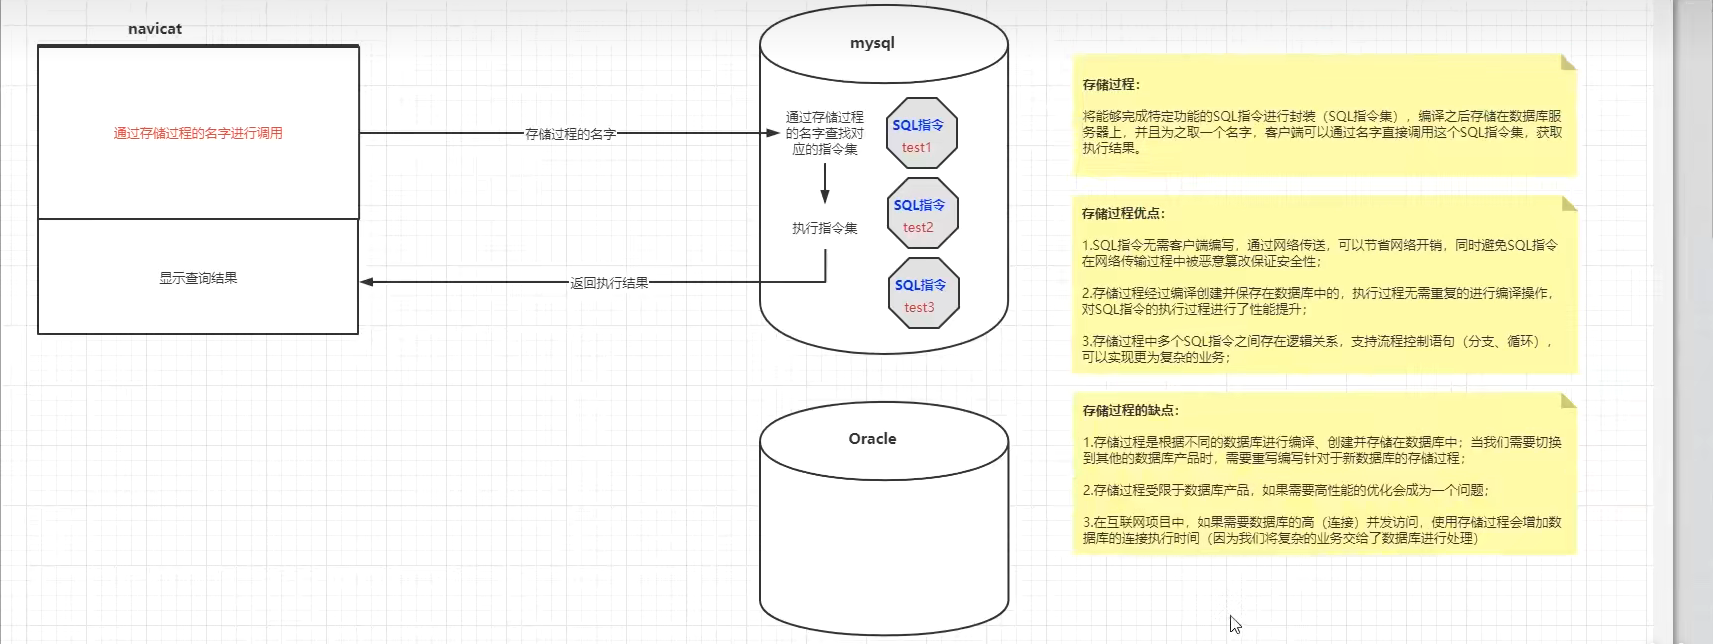 navicat
通过存储过程的名字进行调用
显示查询结果
存储过程的名字
返回执行结果
mysql
通过存储过程
的名字查找对
应的指令集
执行指令集
SQL指令
test1
SQL指令
test2
SQL指令
test3
Oracle
存储过程:
将能够完成特定功能的SQL指令进行封装（SQL指令集），编译之后存储在数据库服
务器上，并且为之取一个名字，客户端可以通过名字直接调用这个SQL指令集，获取
执行结果。
存储过程优点:
1.SQL指令无需客户端编写，通过网络传送，可以节省网络开销，同时避免SQL指令
在网络传输过程中被恶意篡改保证安全性；
2.存储过程经过编译创建并保存在数据库中的，执行过程无需重复的进行编译操作，
对SQL指令的执行过程进行了性能提升；
3.存储过程中多个SQL指令之间存在逻辑关系，支持流程控制语句（分支、循环），
可以实现更为复杂的业务；
存储过程的缺点:
1.存储过程是根据不同的数据库进行编译、创建并存储在数据库中；当我们需要切换
到其他的数据库产品时，需要重写编写针对于新数据库的存储过程；
2.存储过程受限于数据库产品，如果需要高性能的优化会成为一个问题；
3.在互联网项目中，如果需要数据库的高（连接）并发访问，使用存储过程会增加数
据库的连接执行时间（因为我们将复杂的业务交给了数据库进行处理）